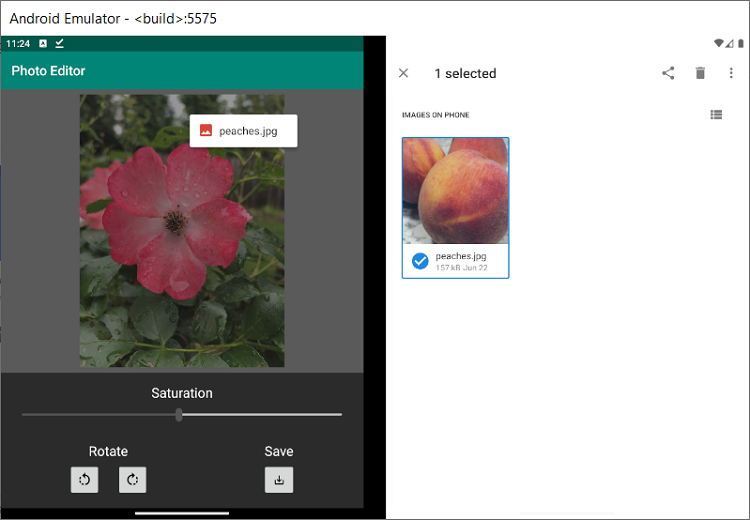 Android Emulator - <build>:5575
11:24
Photo Editor
peaches.jpg
Saturation
Rotate
Save
1 selected
IMAGES ON PHONE
peaches.jpg
157 kB Jun 22